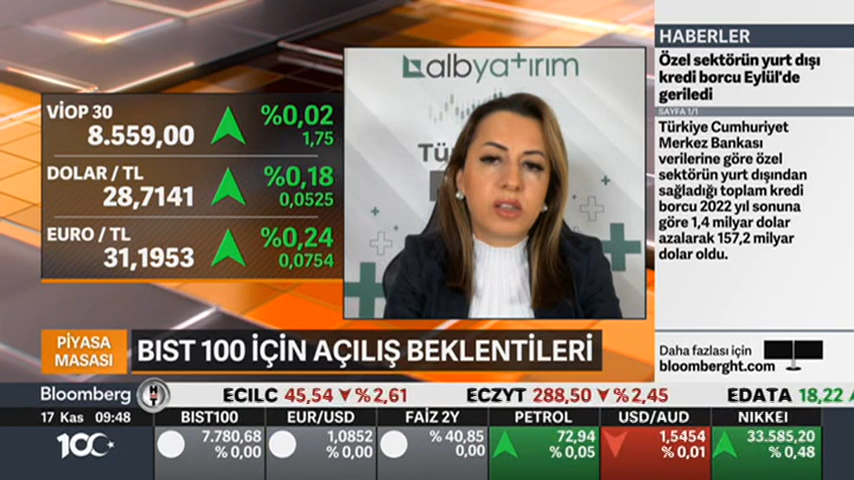 VİOP 30
8.559,00
%0,02
1,75
DOLAR / TL
28,7141
%0,18
0,0525
EURO / TL
31,1953
%0,24
0,0754
albyatırım
Tü
HABERLER
Özel sektörün yurt dışı
kredi borcu Eylül'de
geriledi
SAYFA 1/1
Türkiye Cumhuriyet
Merkez Bankası
verilerine göre özel
sektörün yurt dışından
sağladığı toplam kredi
borcu 2022 yıl sonuna
göre 1,4 milyar dolar
azalarak 157,2 milyar
dolar oldu.
Daha fazlası için
bloomberght.com
PİYASA
MASASI
BIST 100 İÇİN AÇILIŞ BEKLENTİLERİ
Bloomberg HT
ECILC 45,54 %2,61 ECZYT 288,50 %2,45 EDATA 18,22
17 Kas 09:48
100
BIST100
7.780,68
% 0,00
EUR/USD
1,0852
% 0,00
FAİZ 2Y
% 40,85
0,00
PETROL
72,94
% 0,05
USD/AUD
1,5454
% 0,01
NIKKEI
33.585,20
% 0,48